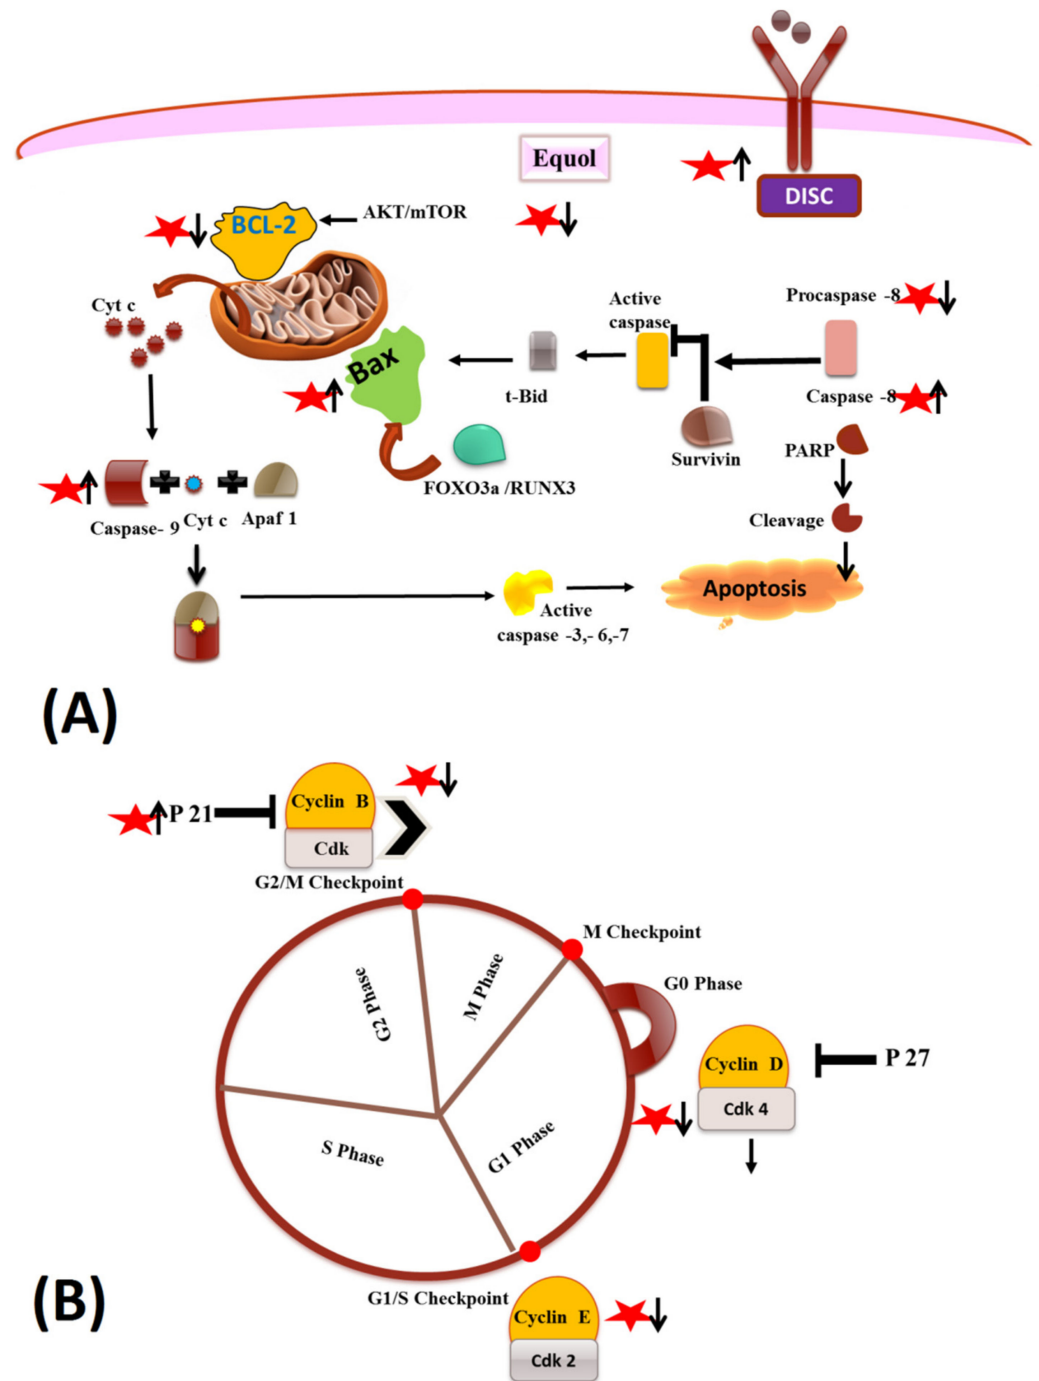 Equol
DISC
BCL-2
AKT/mTOR
Cyt c
Active
caspase
Procaspase -8
Bax
t-Bid
Caspase -8
Survivin
PARP
FOXO3a /RUNX3
Caspase- 9
Cyt c
Apaf 1
Cleavage
Apoptosis
Active
caspase -3,- 6,-7
(A)
P 21
Cyclin B
Cdk
G2/M Checkpoint
M Checkpoint
G2 Phase
M Phase
G0 Phase
Cyclin D
Cdk 4
P 27
S Phase
G1 Phase
G1/S Checkpoint
Cyclin E
Cdk 2
(B)